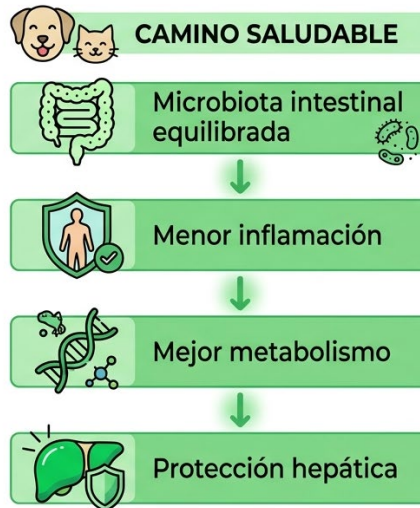 CAMINO SALUDABLE
Microbiota intestinal
equilibrada
Menor inflamación
Mejor metabolismo
Protección hepática